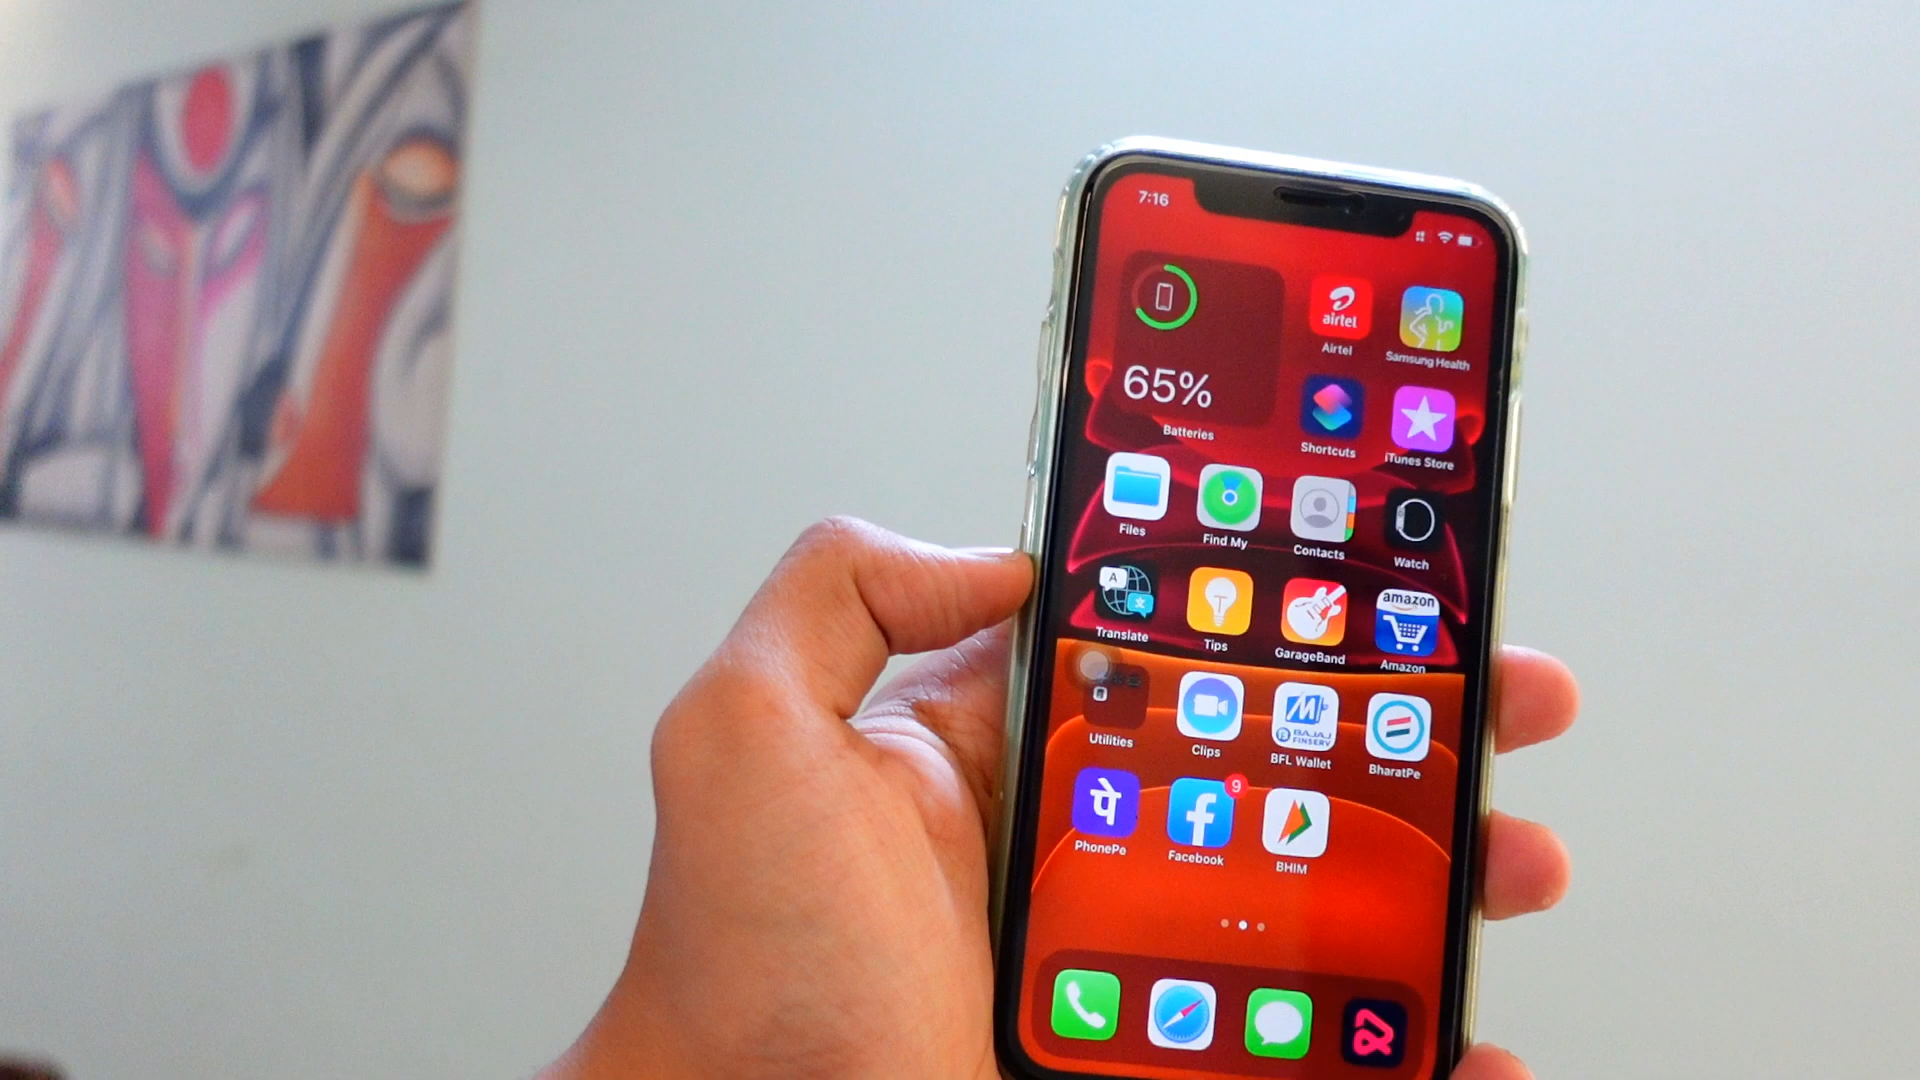 7:16
airtel
Airtel
Samsung Health
65%
Batteries
Shortcuts
iTunes Store
Files
Find My
Contacts
Watch
A
文
Translate
Tips
GarageBand
amazon
Amazon
Utilities
Clips
BAJAJ
FINSERV
BFL Wallet
BharatPe
पे
PhonePe
9
Facebook
BHIM